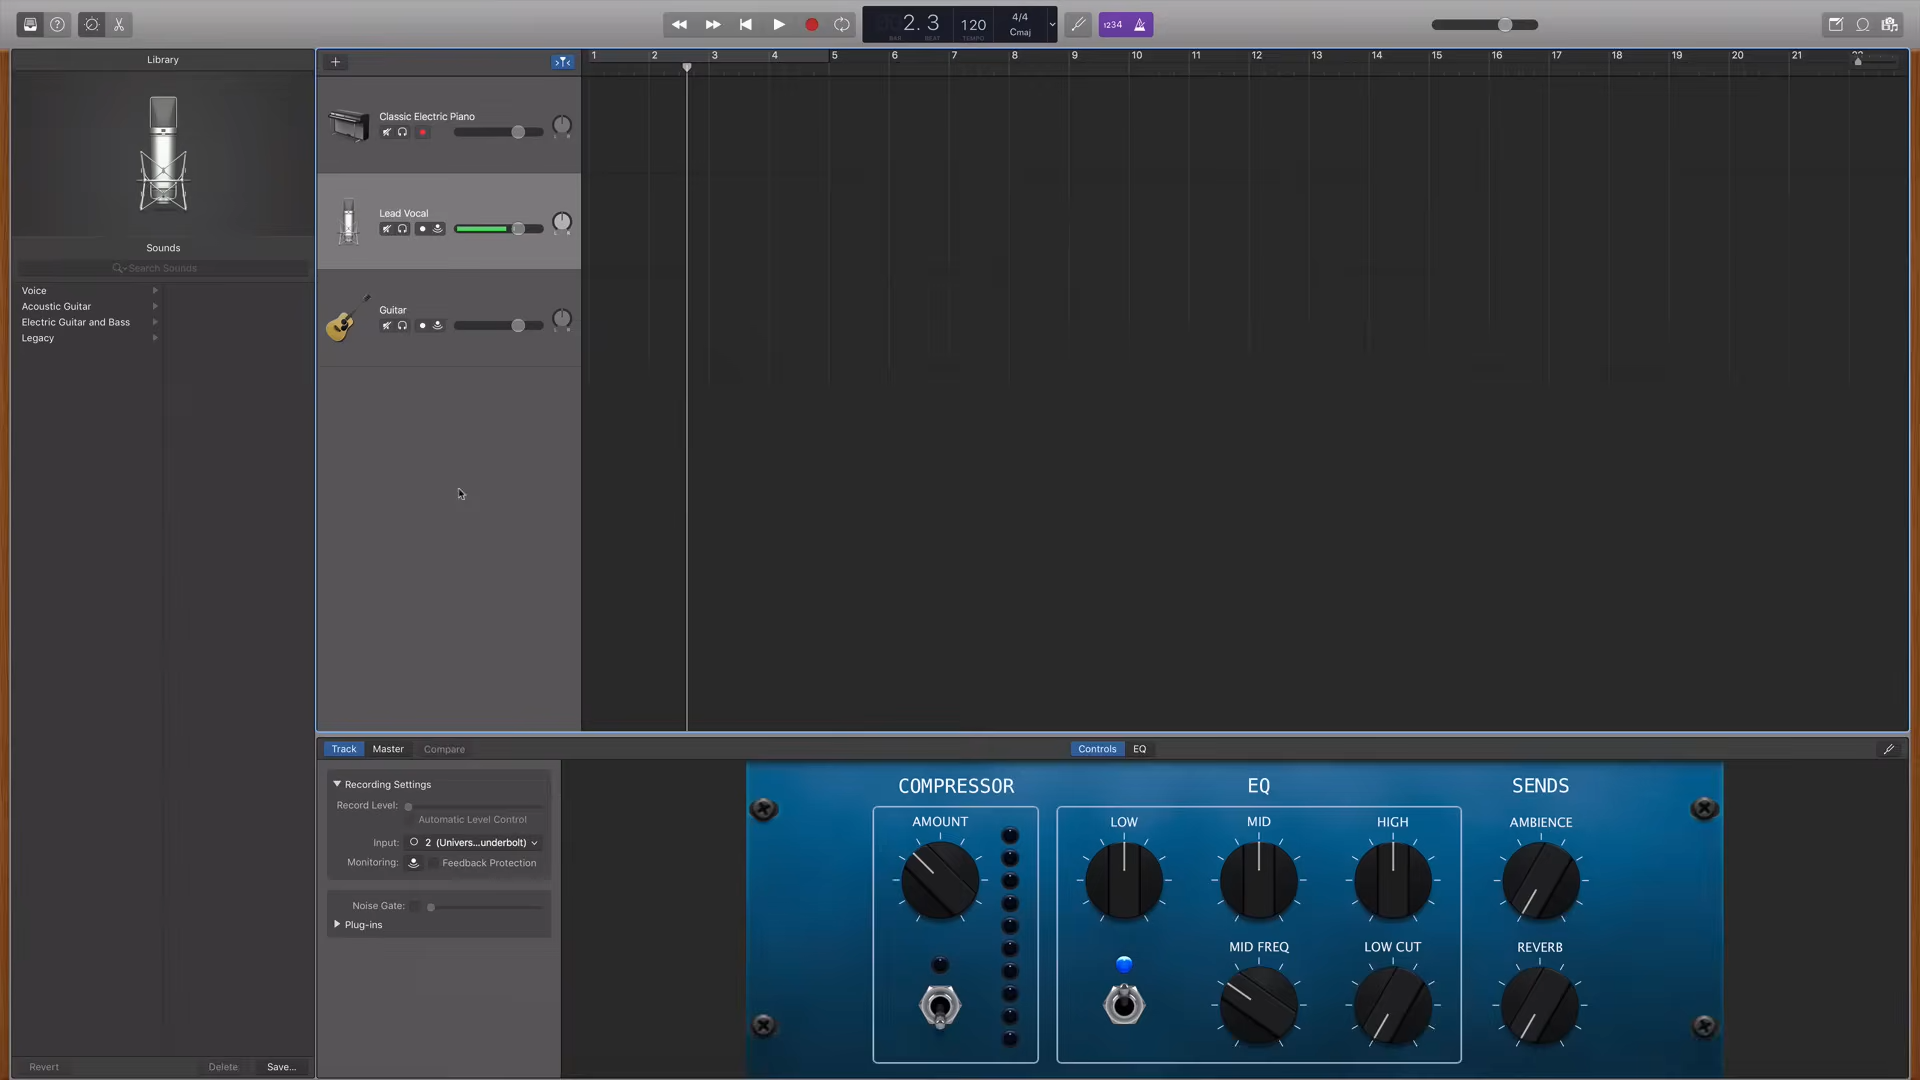 2. 3
BAR BEAT
120
TEMPO
4/4
Cmaj
1234
Library
Sounds
Search Sounds
Voice
Acoustic Guitar
Electric Guitar and Bass
Legacy
Revert
Delete
Save...
1 2 3 4 5 6 7 8 9 10 11 12 13 14 15 16 17 18 19 20 21
Classic Electric Piano
L R
Lead Vocal
L R
Guitar
L R
Track
Master
Compare
Controls
EQ
Recording Settings
Record Level:
Automatic Level Control
Input: 2 (Univers...underbolt)
Monitoring: Feedback Protection
Noise Gate:
Plug-ins
COMPRESSOR
EQ
SENDS
AMOUNT
LOW
MID
HIGH
AMBIENCE
MID FREQ
LOW CUT
REVERB